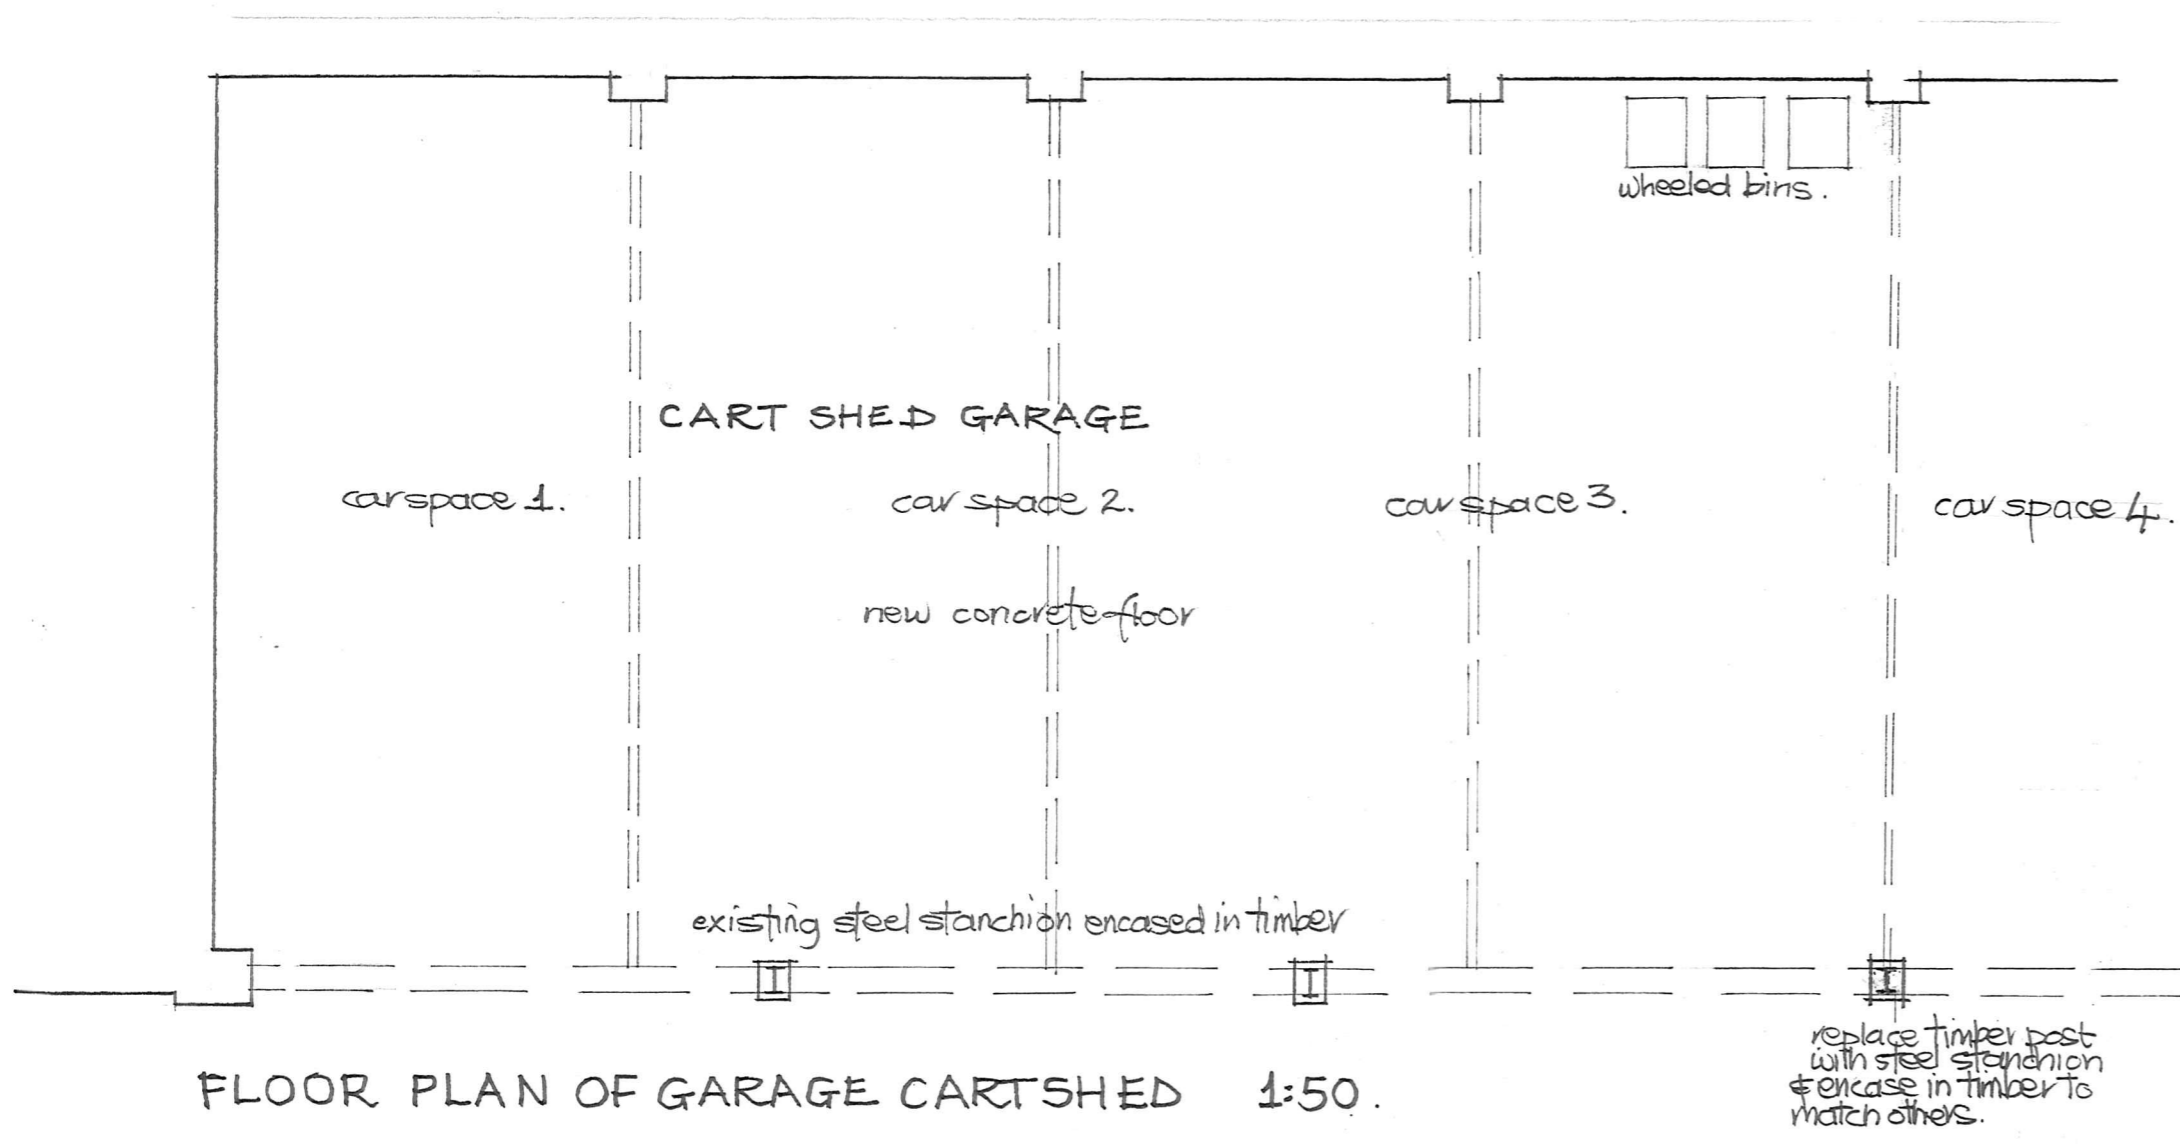 wheeled bins.
CART SHED GARAGE
carspace 1.
car space 2.
car space 3.
car space 4.
new concrete floor
existing steel stanchion encased in timber
I
I
I
replace timber post
with steel stanchion
& encase in timber to
match others.
FLOOR PLAN OF GARAGE CARTSHED 1:50.